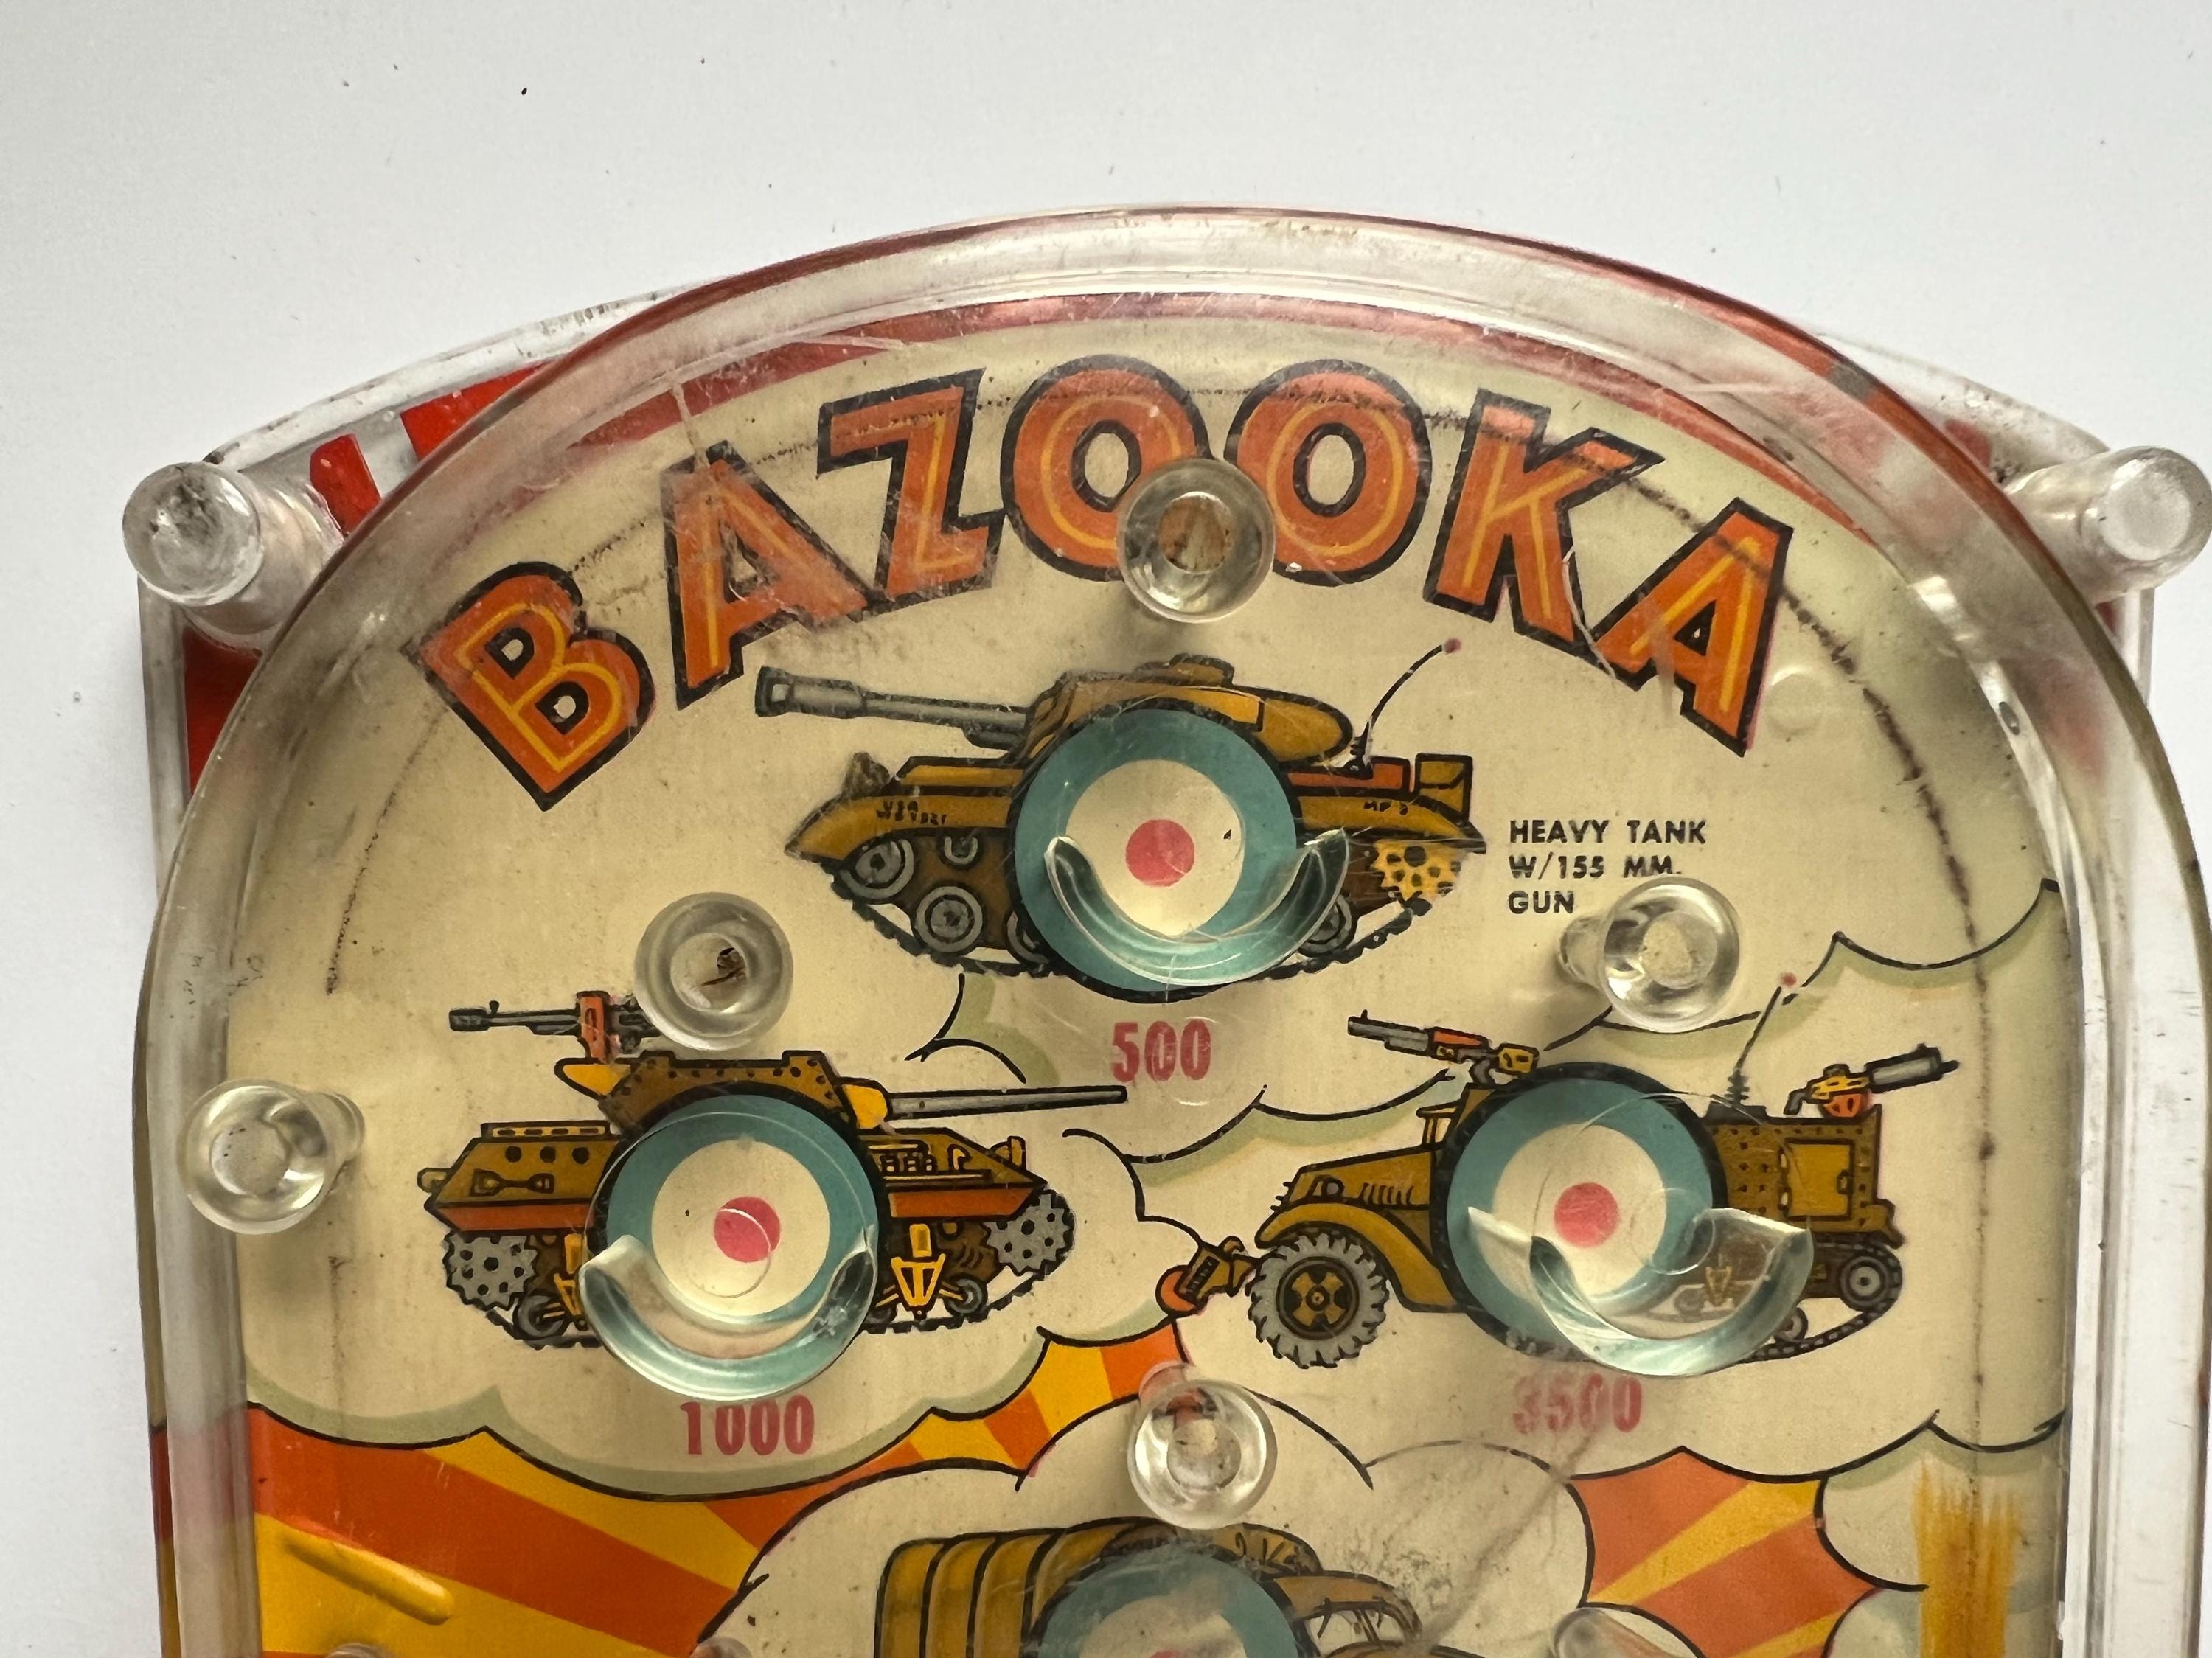 BAZOOKA
HEAVY TANK
W/155 MM.
GUN
500
1000
3500